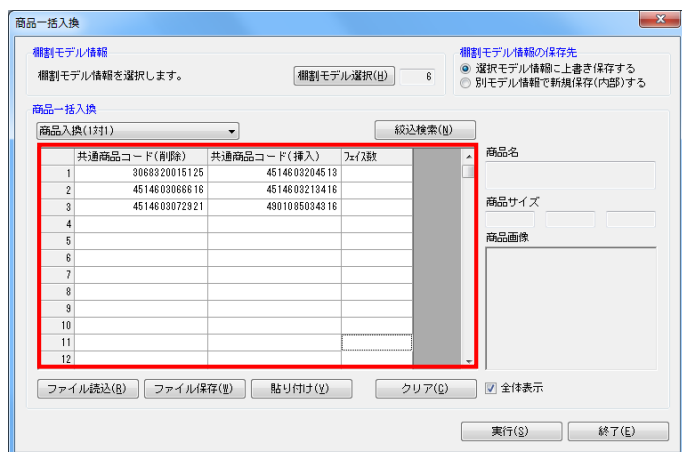 商品一括入換
棚割モデル情報
棚割モデル情報を選択します。
棚割モデル選択(H)
6
棚割モデル情報の保存先
選択モデル情報に上書き保存する
別モデル情報で新規保存(内部)する
商品一括入換
商品入換(1対1)
絞込検索(N)
共通商品コード(削除) 共通商品コード(挿入) フェイス数
1 3068320015125 4514603204513
2 4514603066616 4514603213416
3 4514603072921 4901085034316
4
5
6
7
8
9
10
11
12
商品名
商品サイズ
商品画像
ファイル読込(R) ファイル保存(W) 貼り付け(V) クリア(C)
全体表示
実行(S) 終了(E)